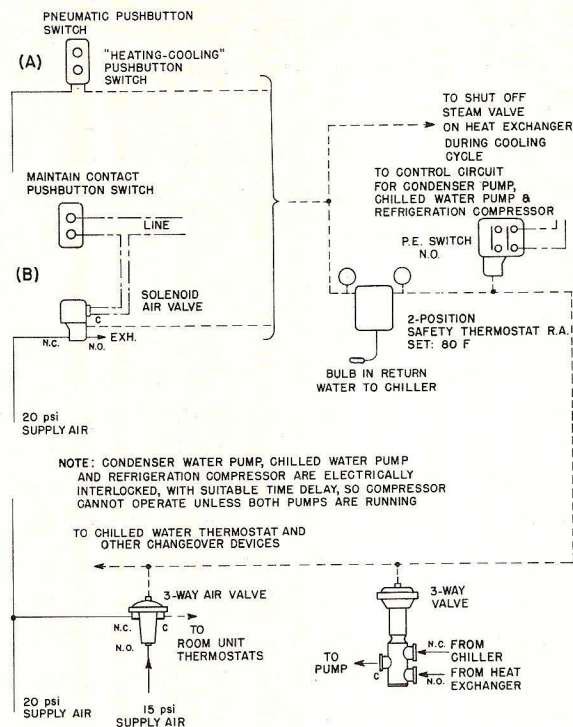 PNEUMATIC PUSHBUTTON
SWITCH
(A)
"HEATING-COOLING"
PUSHBUTTON
SWITCH
TO SHUT OFF
STEAM VALVE
ON HEAT EXCHANGER
DURING COOLING
CYCLE
MAINTAIN CONTACT
PUSHBUTTON SWITCH
LINE
TO CONTROL CIRCUIT
FOR CONDENSER PUMP,
CHILLED WATER PUMP &
REFRIGERATION COMPRESSOR
P.E. SWITCH
N.O.
(B)
SOLENOID
AIR VALVE
C
N.C.
N.O.
EXH.
2-POSITION
SAFETY THERMOSTAT R.A.
SET: 80 F
BULB IN RETURN
WATER TO CHILLER
20 psi
SUPPLY AIR
NOTE: CONDENSER WATER PUMP, CHILLED WATER PUMP
AND REFRIGERATION COMPRESSOR ARE ELECTRICALLY
INTERLOCKED, WITH SUITABLE TIME DELAY, SO COMPRESSOR
CANNOT OPERATE UNLESS BOTH PUMPS ARE RUNNING
TO CHILLED WATER THERMOSTAT AND
OTHER CHANGEOVER DEVICES
3-WAY AIR VALVE
N.C.
C
N.O.
TO
ROOM UNIT
THERMOSTATS
3-WAY
VALVE
TO
PUMP
C
N.C.
FROM
CHILLER
N.O.
FROM HEAT
EXCHANGER
20 psi
SUPPLY AIR
15 psi
SUPPLY AIR